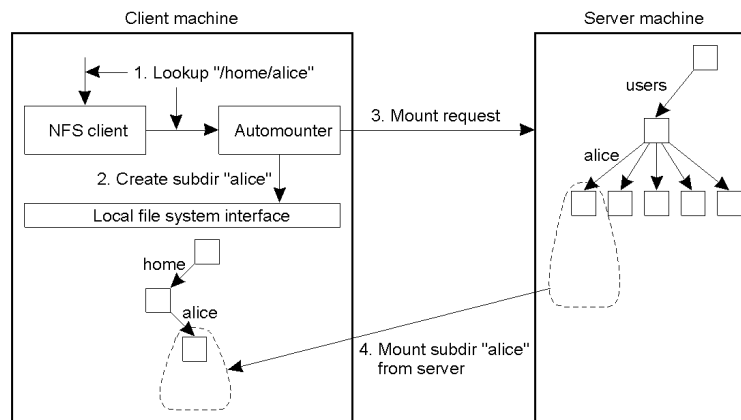 Client machine
Server machine
1. Lookup "/home/alice"
users
NFS client
Automounter
3. Mount request
alice
2. Create subdir "alice"
Local file system interface
home
alice
4. Mount subdir "alice"
from server